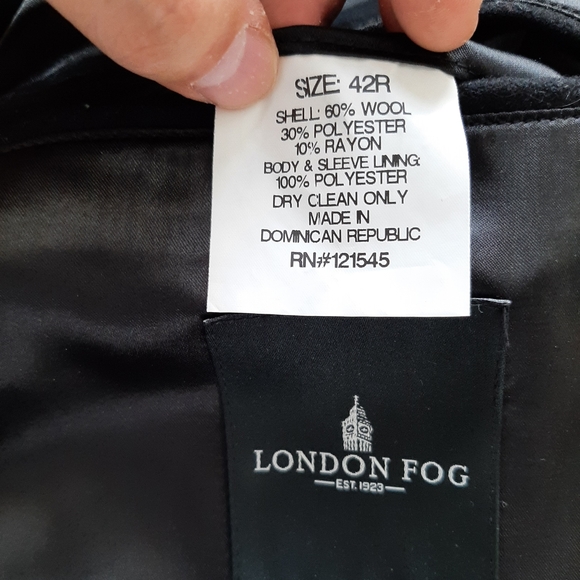 SIZE: 42R
SHELL: 60% WOOL
30% POLYESTER
10% RAYON
BODY & SLEEVE LINING:
100% POLYESTER
DRY CLEAN ONLY
MADE IN
DOMINICAN REPUBLIC
RN#121545
LONDON FOG
EST. 1923